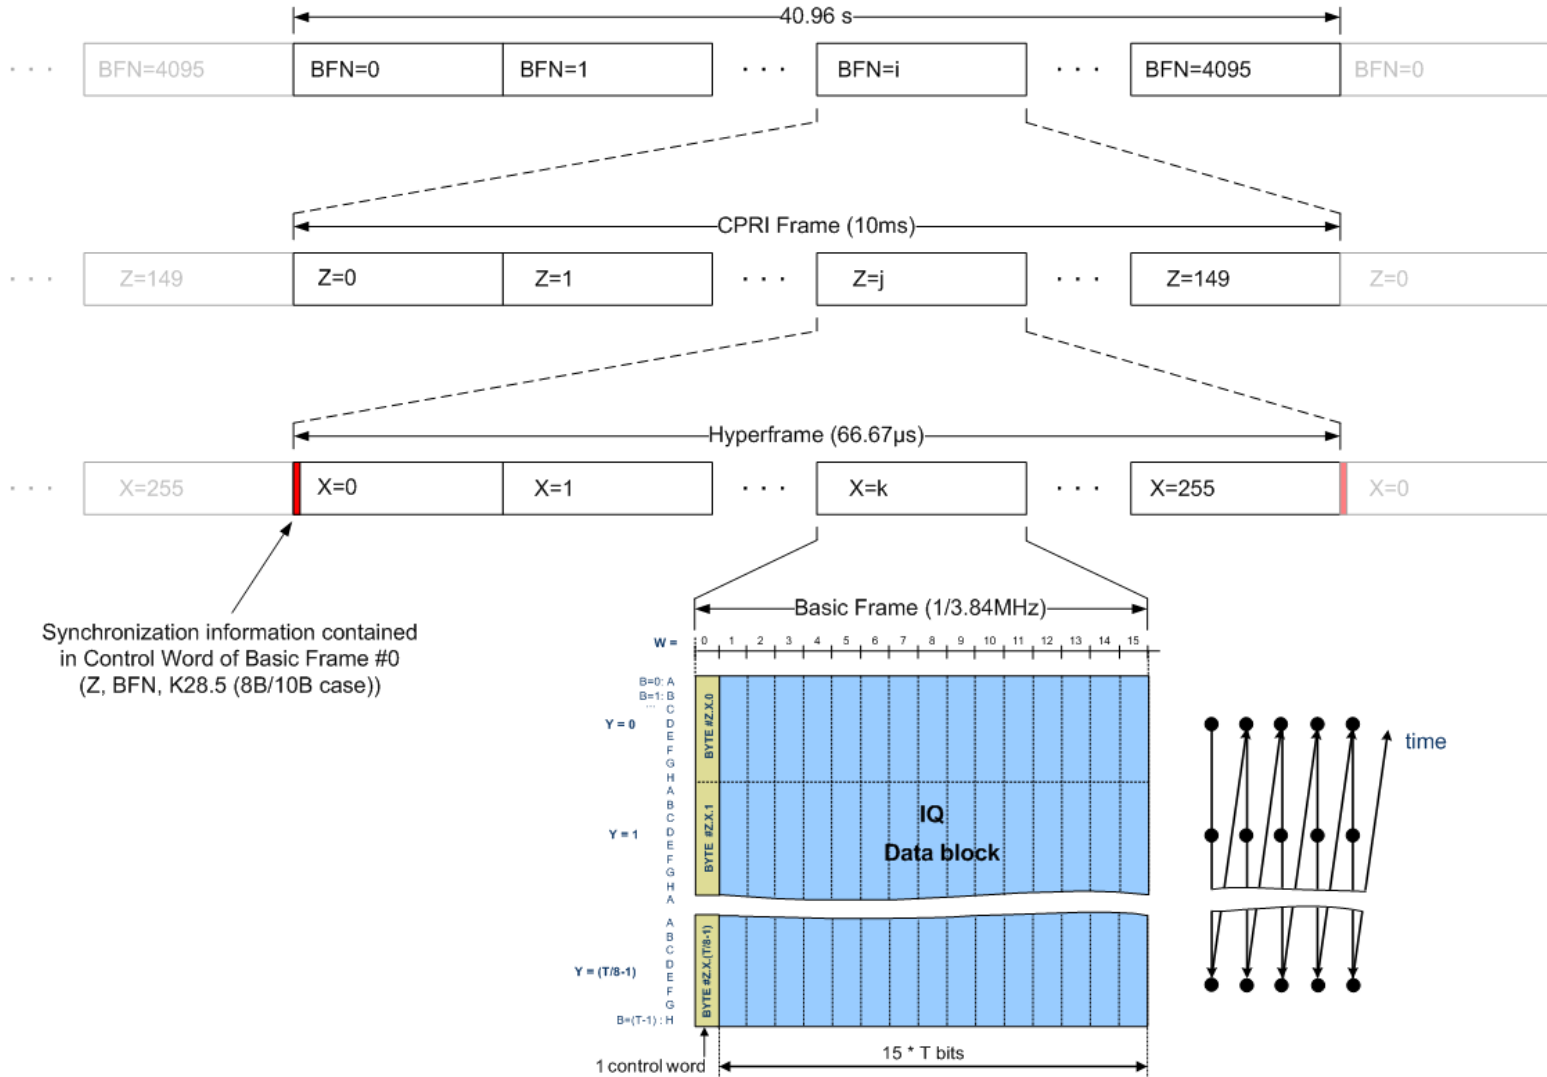 40.96 s
· · · BFN=4095 BFN=0 BFN=1 · · · BFN=i · · · BFN=4095 BFN=0
CPRI Frame (10ms)
· · · Z=149 Z=0 Z=1 · · · Z=j · · · Z=149 Z=0
Hyperframe (66.67µs)
· · · X=255 X=0 X=1 · · · X=k · · · X=255 X=0
Synchronization information contained
in Control Word of Basic Frame #0
(Z, BFN, K28.5 (8B/10B case))
Basic Frame (1/3.84MHz)
W = 0 1 2 3 4 5 6 7 8 9 10 11 12 13 14 15
B=0: A
B=1: B
... C
Y = 0 D
E
F
G
H
BYTE #Z.X.0
A
B
C
Y = 1 D
E
F
G
H
A
BYTE #Z.X.1
IQ
Data block
time
A
B
C
Y = (T/8-1) D
E
F
G
B=(T-1) : H
BYTE #Z.X.(T/8-1)
1 control word
15 * T bits